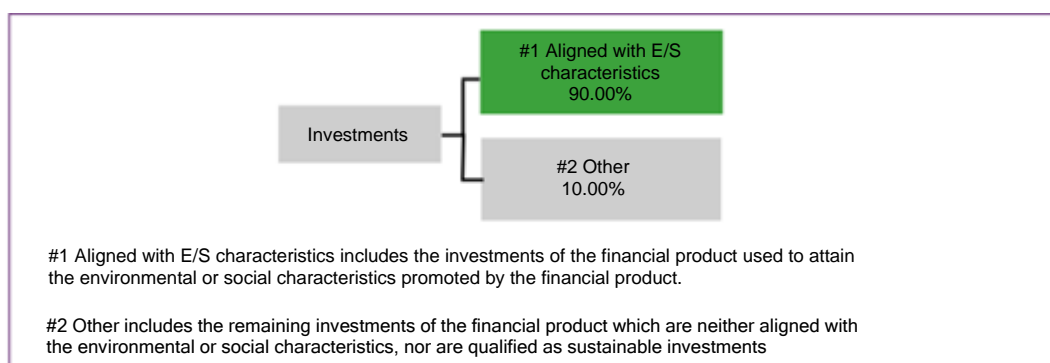 #1 Aligned with E/S
characteristics
90.00%
Investments
#2 Other
10.00%
#1 Aligned with E/S characteristics includes the investments of the financial product used to attain
the environmental or social characteristics promoted by the financial product.
#2 Other includes the remaining investments of the financial product which are neither aligned with
the environmental or social characteristics, nor are qualified as sustainable investments